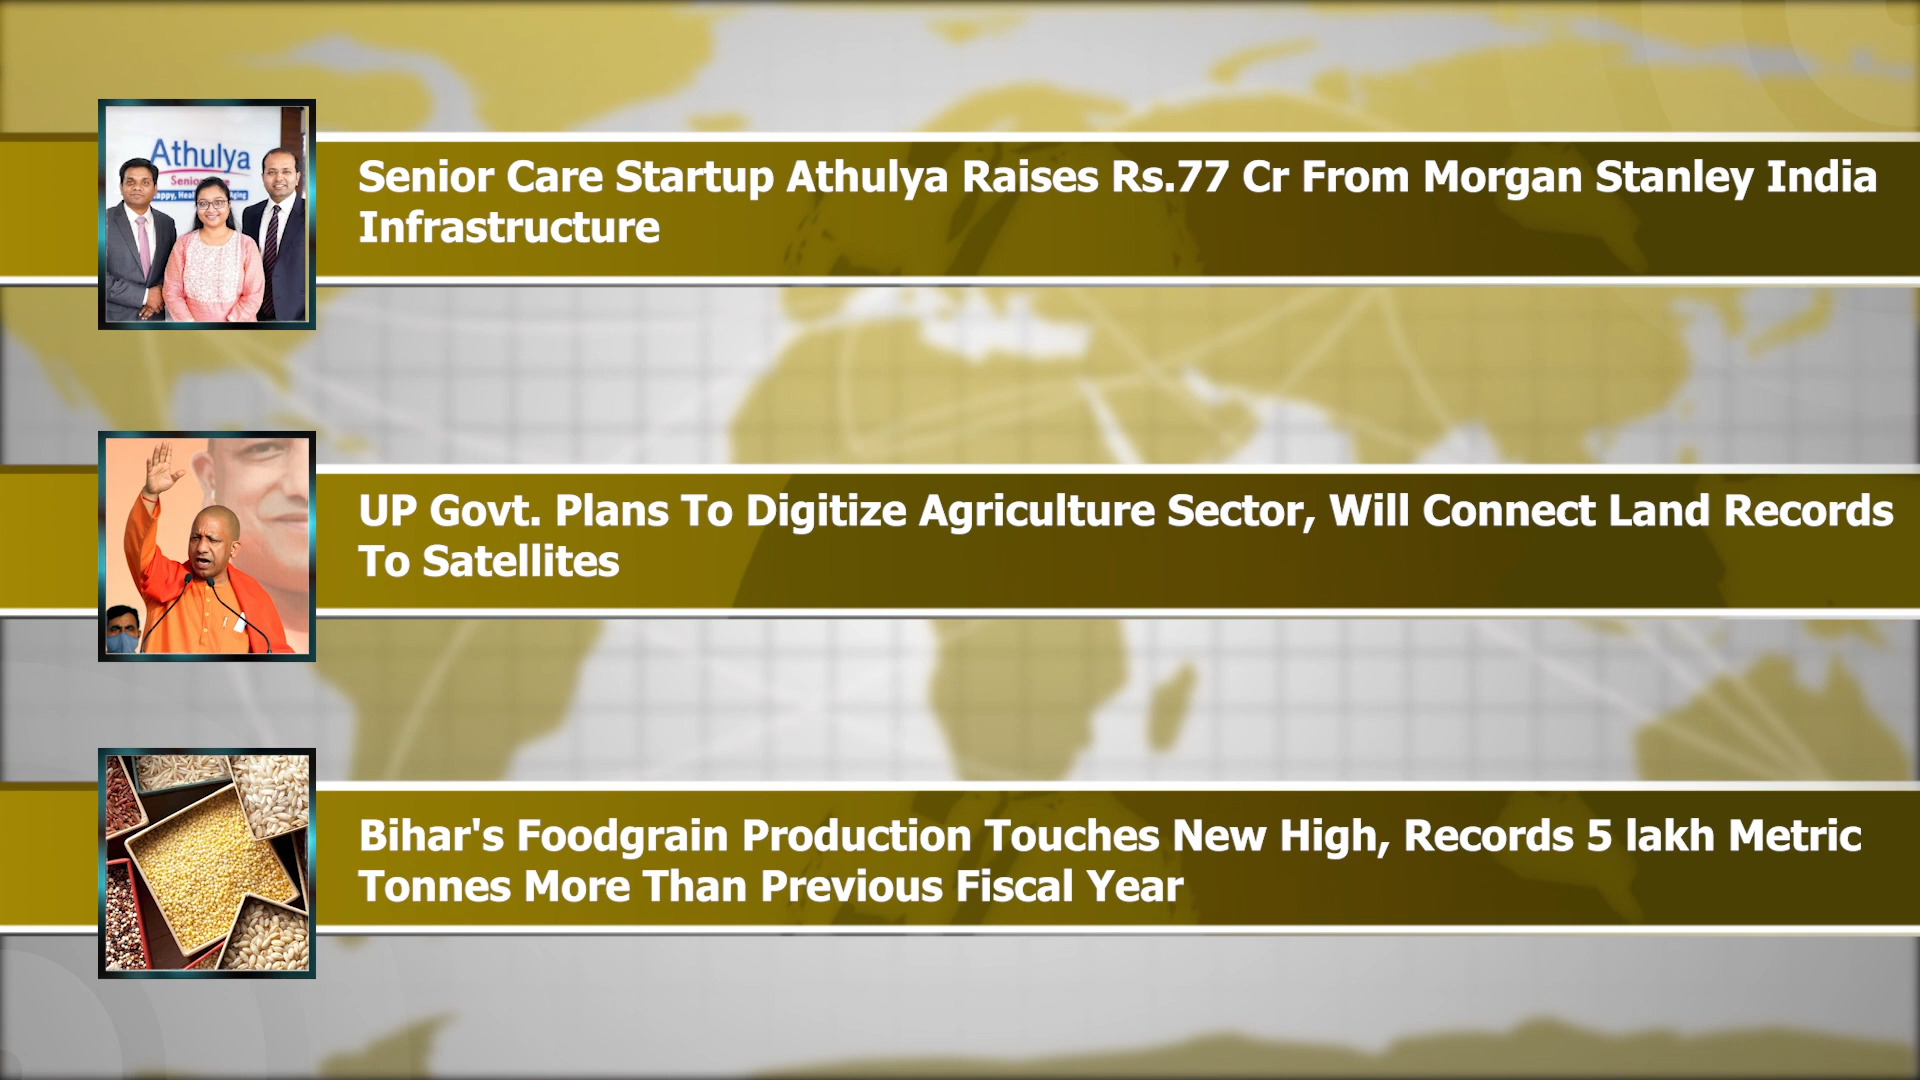 Athulya
Senior
Senior Care Startup Athulya Raises Rs.77 Cr From Morgan Stanley India
Infrastructure
UP Govt. Plans To Digitize Agriculture Sector, Will Connect Land Records
To Satellites
Bihar's Foodgrain Production Touches New High, Records 5 lakh Metric
Tonnes More Than Previous Fiscal Year